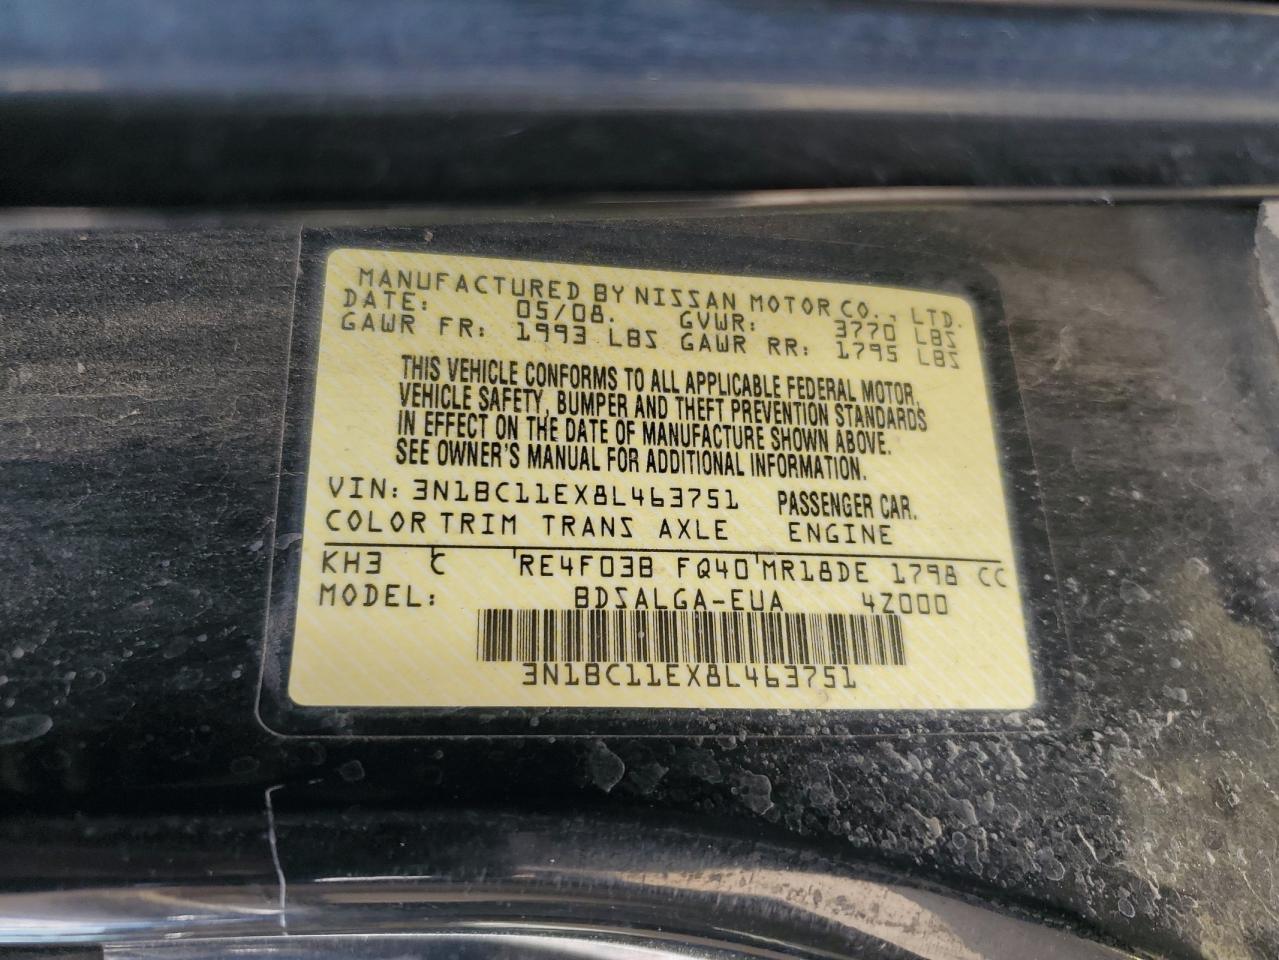 MANUFACTURED BY NISSAN MOTOR CO., LTD.
DATE: 05/08. GVWR: 3770 LBS
GAWR FR: 1993 LBS GAWR RR: 1795 LBS
THIS VEHICLE CONFORMS TO ALL APPLICABLE FEDERAL MOTOR
VEHICLE SAFETY, BUMPER AND THEFT PREVENTION STANDARDS
IN EFFECT ON THE DATE OF MANUFACTURE SHOWN ABOVE.
SEE OWNER'S MANUAL FOR ADDITIONAL INFORMATION.
VIN: 3N1BC11EX8L463751 PASSENGER CAR.
COLOR TRIM TRANS AXLE ENGINE
KH3 C RE4F03B FQ40 MR18DE 1798 CC
MODEL: BDSALGA-EUA 4Z000
3N1BC11EX8L463751